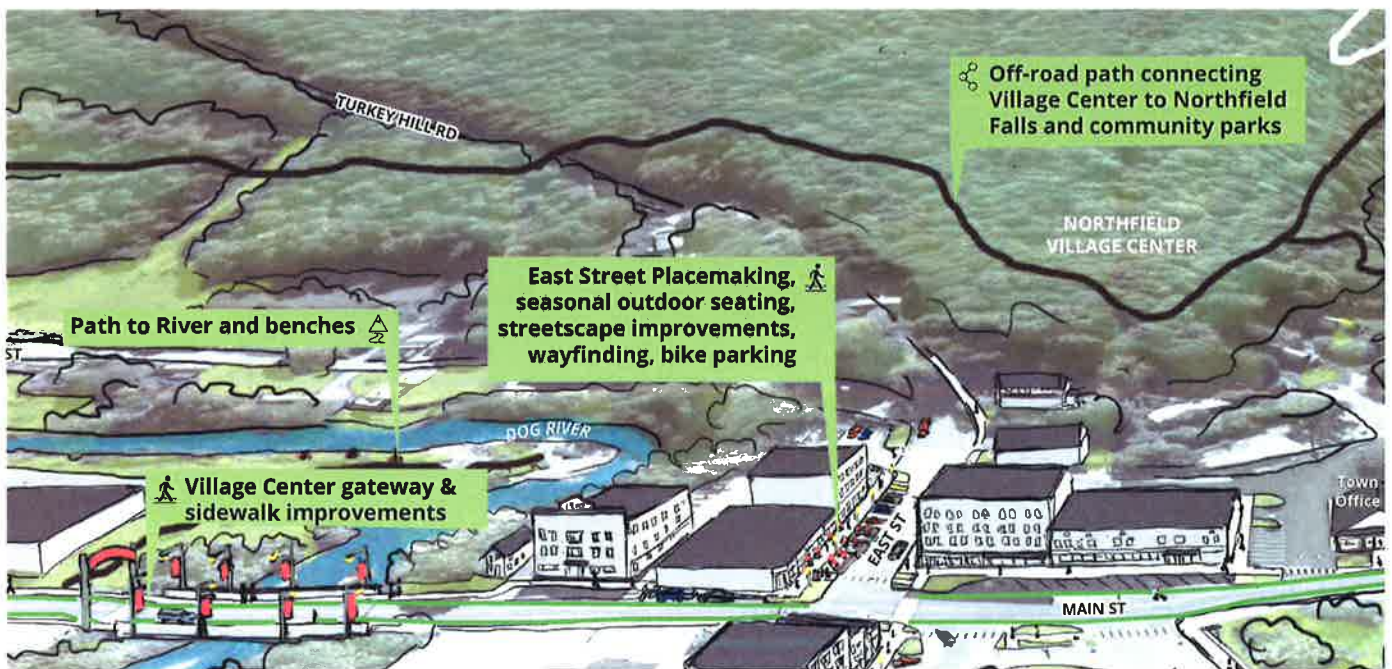 Off-road path connecting
Village Center to Northfield
Falls and community parks
TURKEY HILL RD
NORTHFIELD
VILLAGE CENTER
East Street Placemaking,
seasonal outdoor seating,
streetscape improvements,
wayfinding, bike parking
Path to River and benches
ST
DOG RIVER
Village Center gateway &
sidewalk improvements
Town
Office
EAST ST
MAIN ST